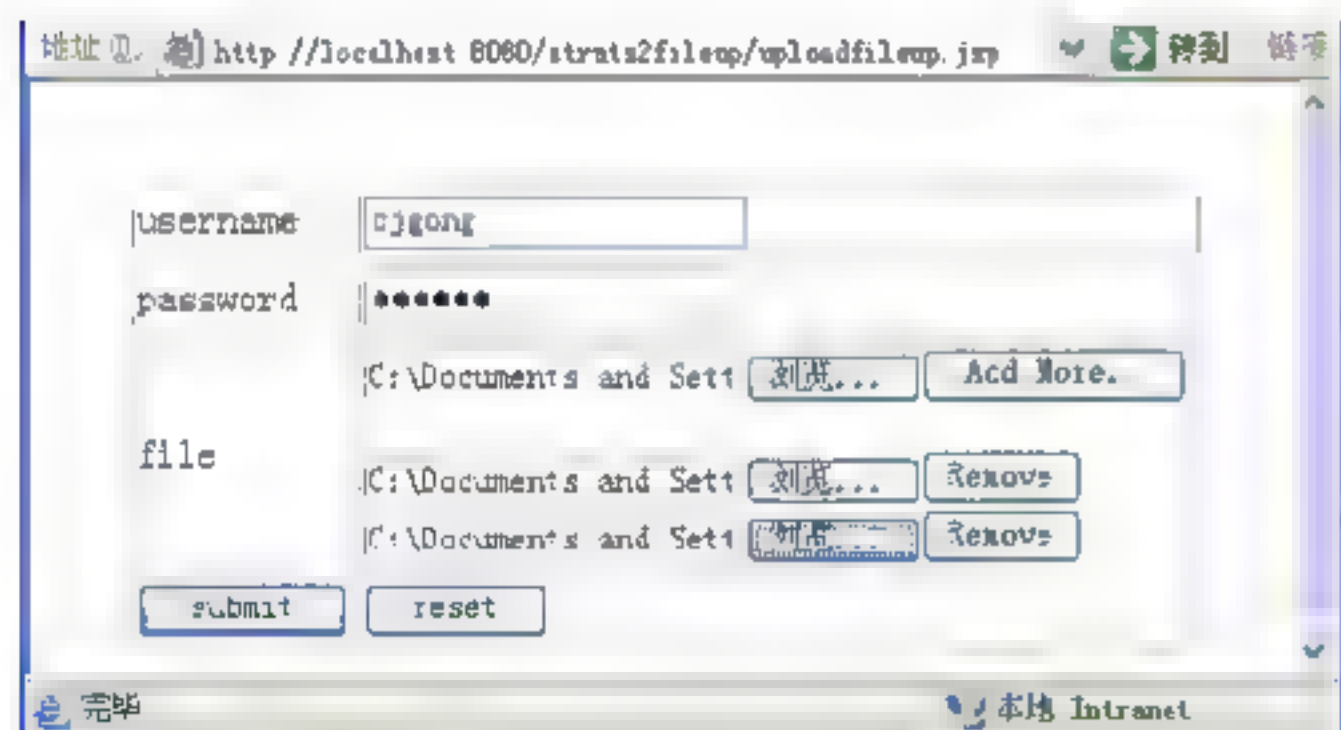 地址 http://localhost 8080/struts2fileup/uploadfileup.jsp 转到 链接
username cjgong
password ●●●●●●
C:\Documents and Sett 浏览... Add More.
file
C:\Documents and Sett 浏览... Remove
C:\Documents and Sett 浏览... Remove
submit reset
完毕 本地 Intranet